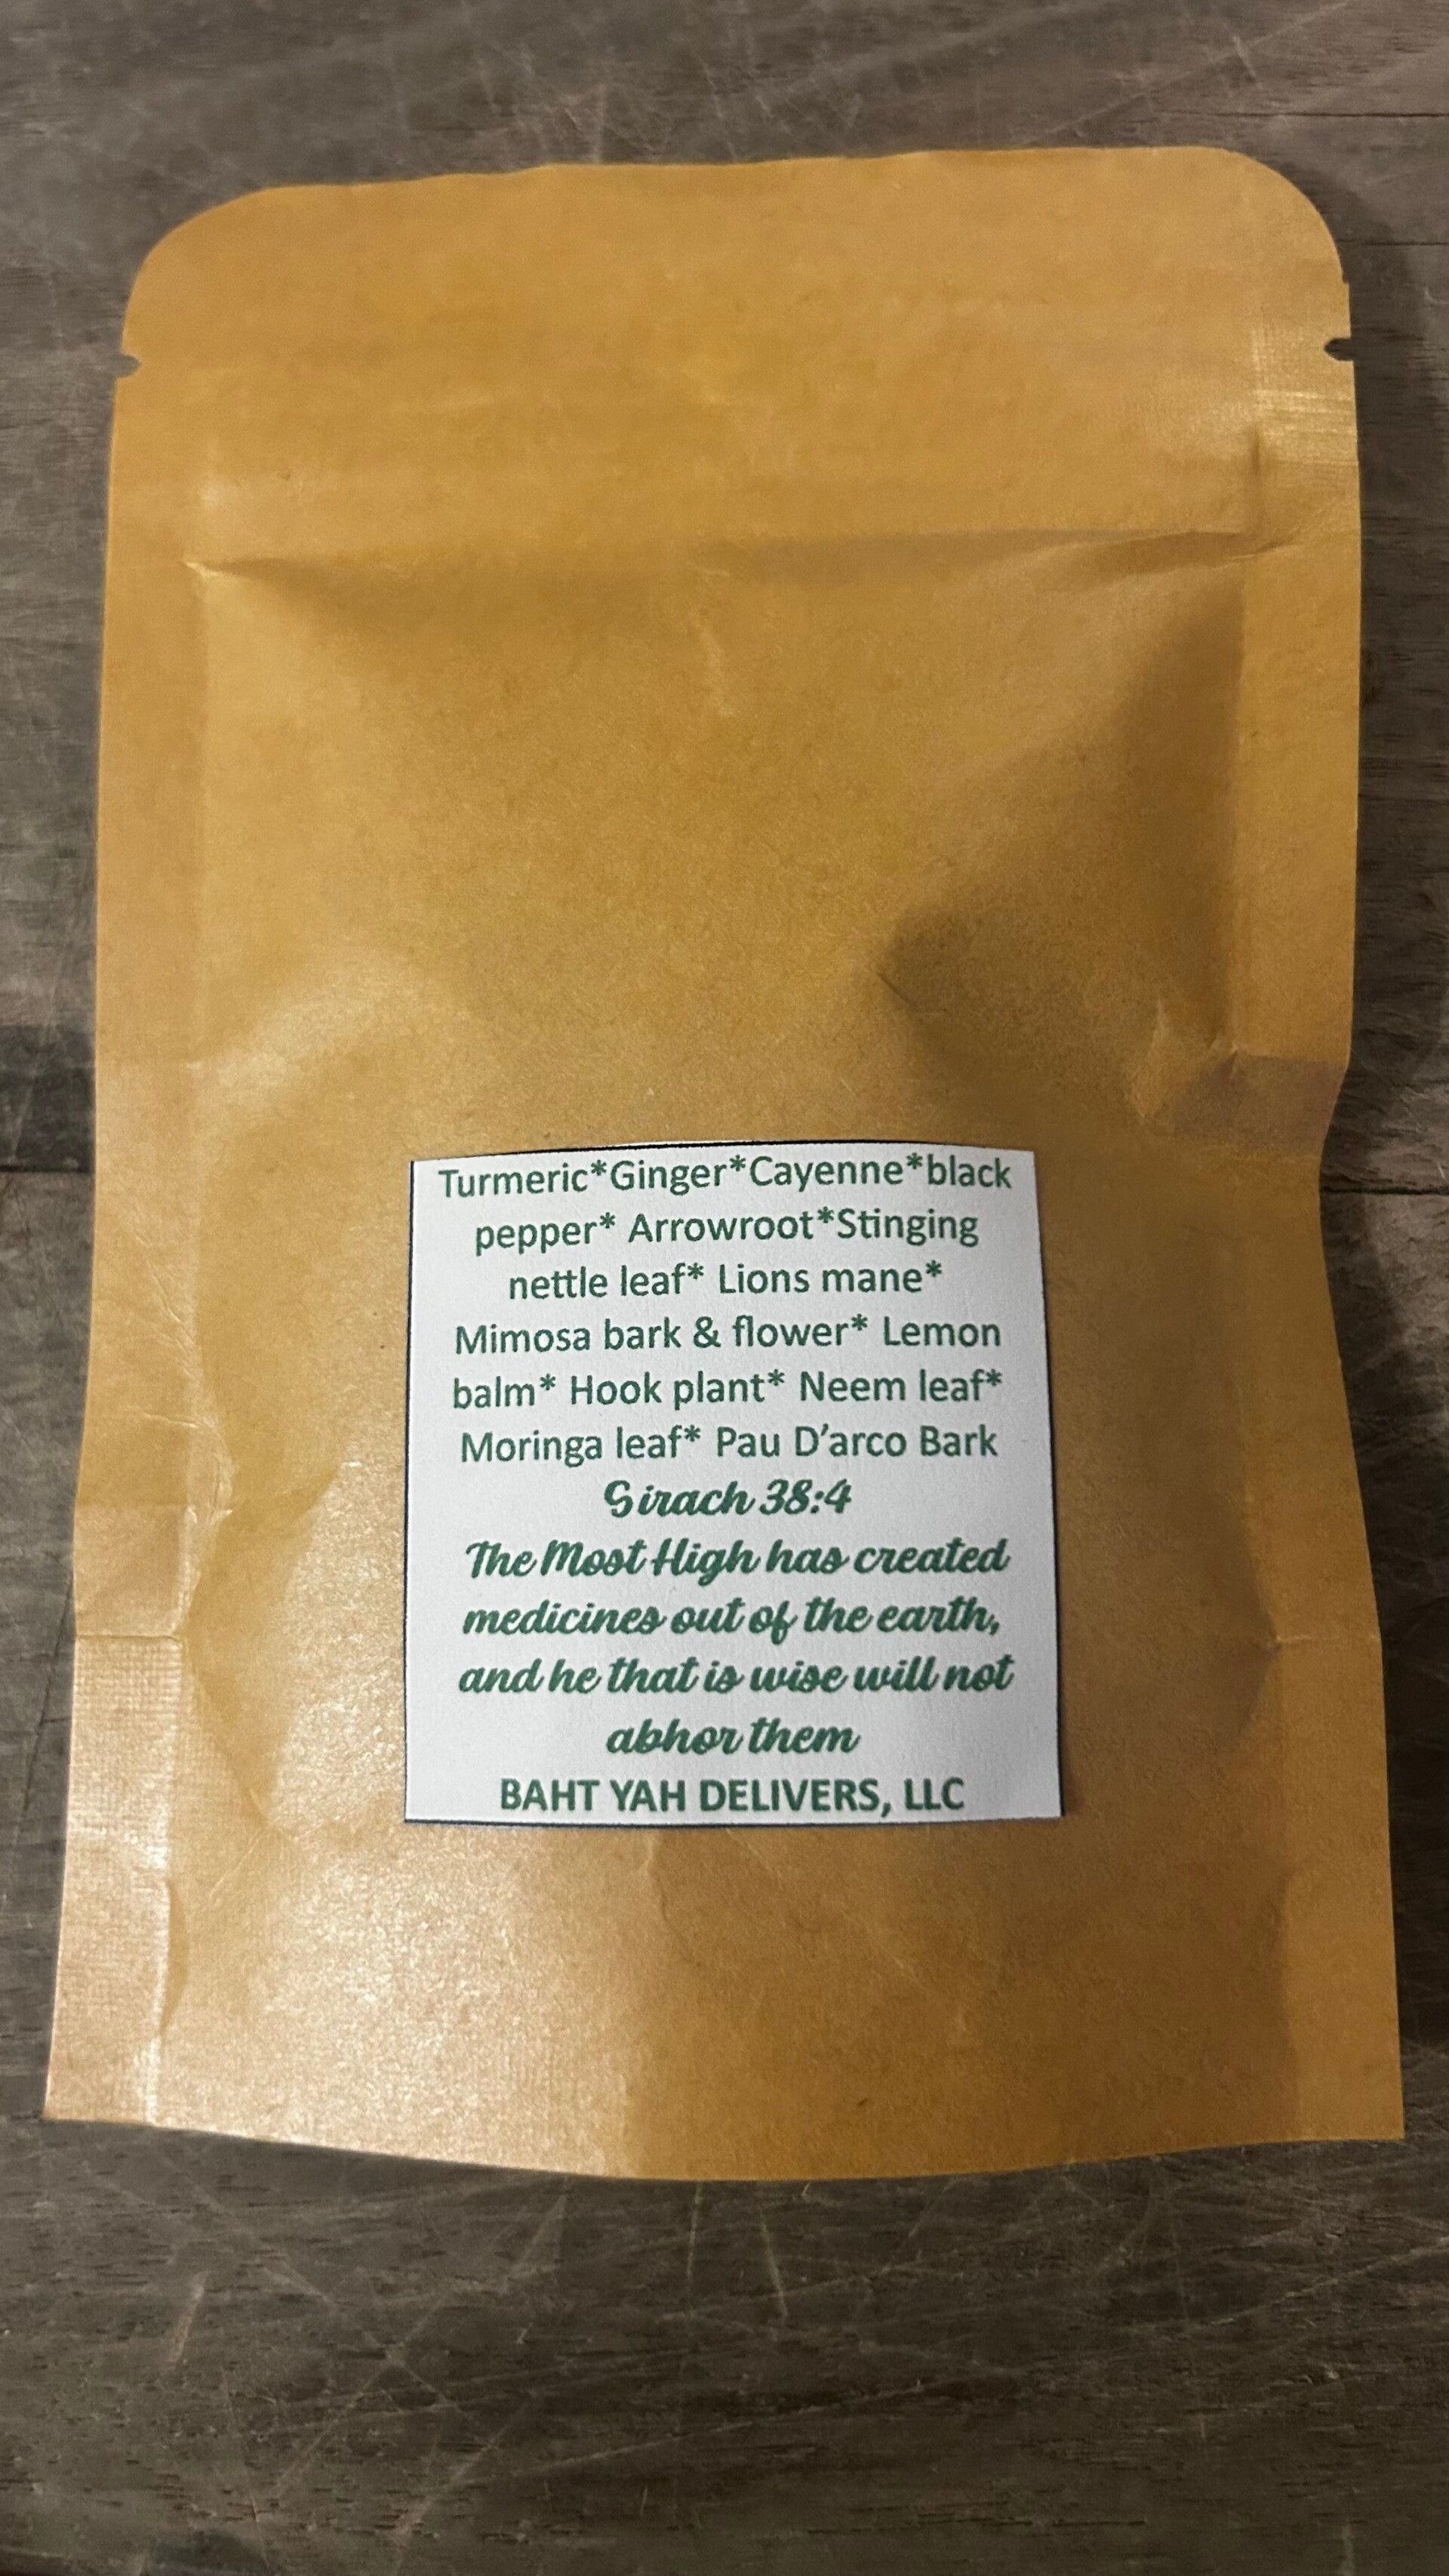 Turmeric*Ginger*Cayenne*black
pepper* Arrowroot*Stinging
nettle leaf* Lions mane*
Mimosa bark & flower* Lemon
balm* Hook plant* Neem leaf*
Moringa leaf* Pau D’arco Bark
Sirach 38:4
The Most High has created
medicines out of the earth,
and he that is wise will not
abhor them
BAHT YAH DELIVERS, LLC